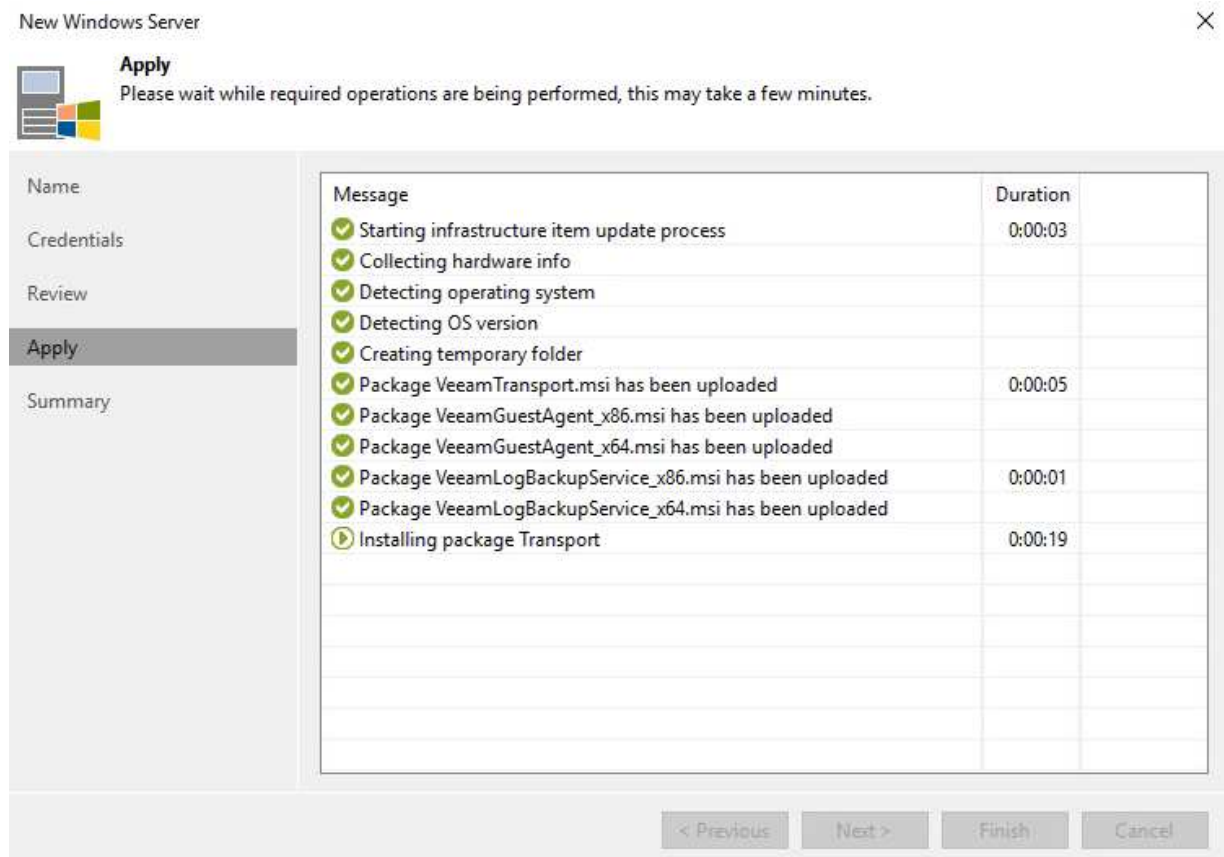 New Windows Server
Apply
Please wait while required operations are being performed, this may take a few minutes.
Name
Credentials
Review
Apply
Summary
Message Duration
Starting infrastructure item update process 0:00:03
Collecting hardware info
Detecting operating system
Detecting OS version
Creating temporary folder
Package VeeamTransport.msi has been uploaded 0:00:05
Package VeeamGuestAgent_x86.msi has been uploaded
Package VeeamGuestAgent_x64.msi has been uploaded
Package VeeamLogBackupService_x86.msi has been uploaded 0:00:01
Package VeeamLogBackupService_x64.msi has been uploaded
Installing package Transport 0:00:19
< Previous Next > Finish Cancel